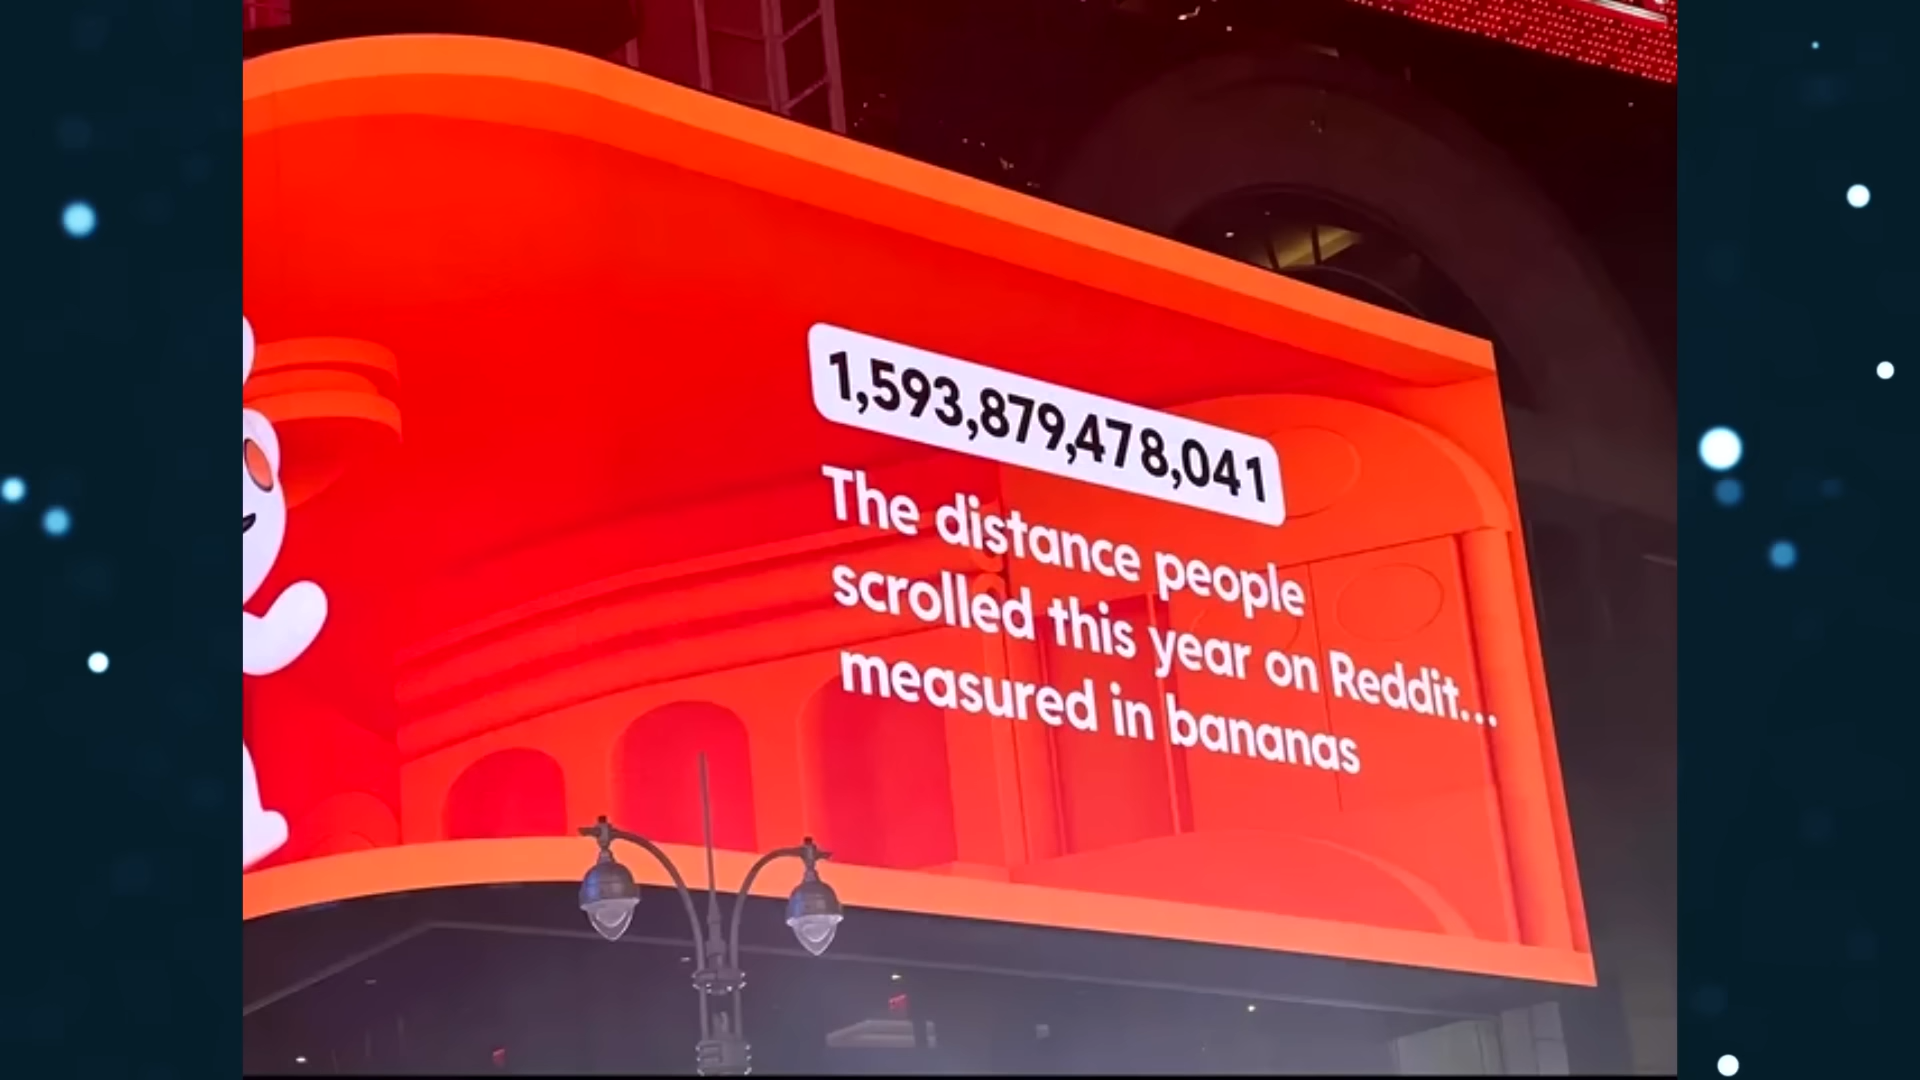 1,593,879,478,041
The distance people
scrolled this year on Reddit...
measured in bananas